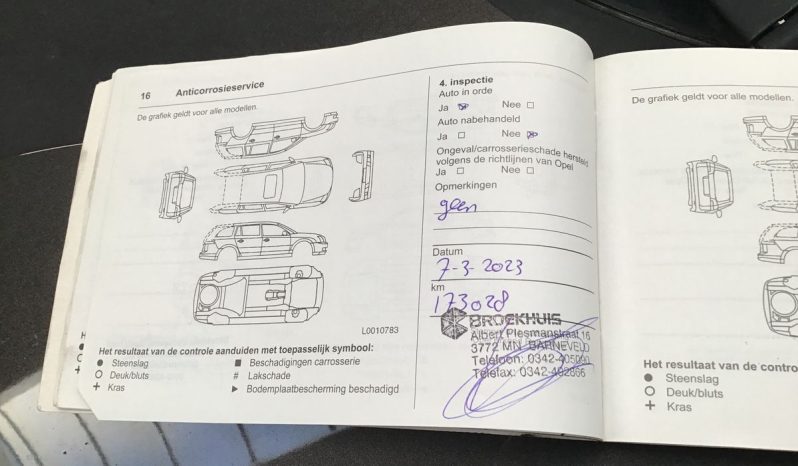 16 Anticorrosieservice
De grafiek geldt voor alle modellen.
L0010783
Het resultaat van de controle aanduiden met toepasselijk symbool:
● Steenslag
O Deuk/bluts
+ Kras
■ Beschadigingen carrosserie
# Lakschade
► Bodemplaatbescherming beschadigd
4. inspectie
Auto in orde
Ja Nee
Auto nabehandeld
Ja Nee
Ongeval/carrosserieschade hersteld
volgens de richtlijnen van Opel
Ja Nee
Opmerkingen
geen
Datum
7-3-2023
km
173028
BROEKHUIS
Albert Plesmanstraat 16
3772 MN BARNEVELD
Telefoon: 0342-405090
Telefax: 0342-402866
De grafiek geldt voor alle modellen.
Het resultaat van de contro
● Steenslag
O Deuk/bluts
+ Kras